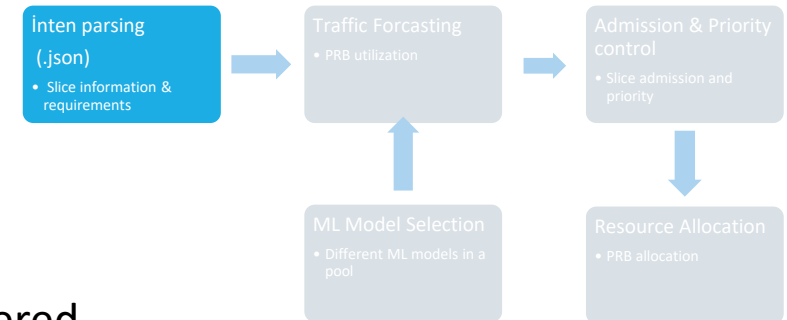 İnten parsing
(.json)
• Slice information &
requirements
Traffic Forcasting
• PRB utilization
Admission & Priority
control
• Slice admission and
priority
ML Model Selection
• Different ML models in a
pool
Resource Allocation
• PRB allocation